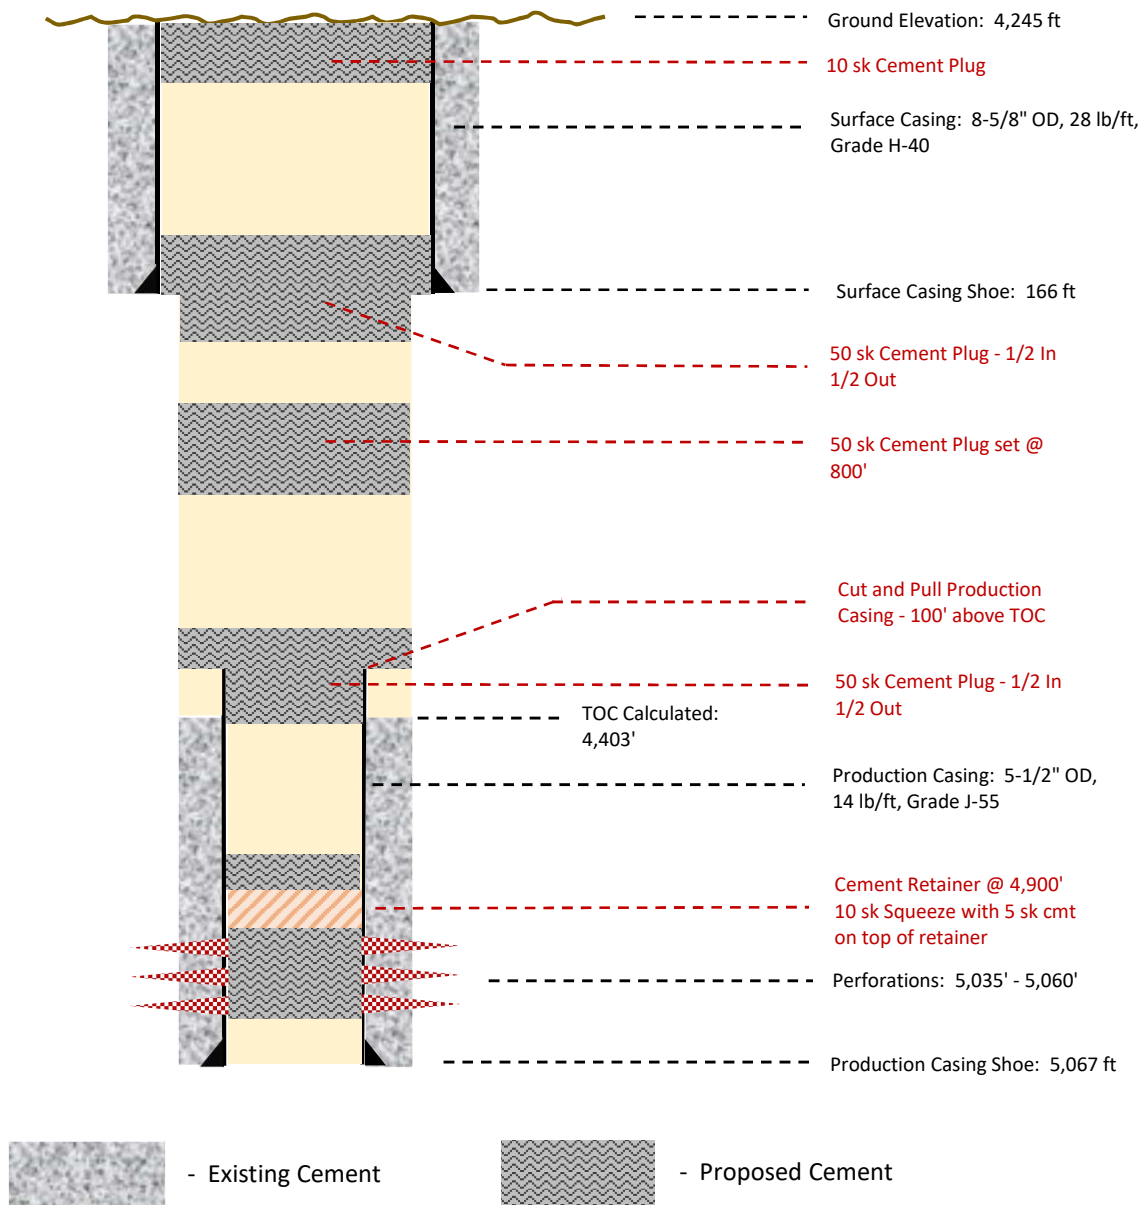 Ground Elevation: 4,245 ft
10 sk Cement Plug
Surface Casing: 8-5/8" OD, 28 lb/ft,
Grade H-40
Surface Casing Shoe: 166 ft
50 sk Cement Plug - 1/2 In
1/2 Out
50 sk Cement Plug set @
800'
Cut and Pull Production
Casing - 100' above TOC
50 sk Cement Plug - 1/2 In
1/2 Out
TOC Calculated:
4,403'
Production Casing: 5-1/2" OD,
14 lb/ft, Grade J-55
Cement Retainer @ 4,900'
10 sk Squeeze with 5 sk cmt
on top of retainer
Perforations: 5,035' - 5,060'
Production Casing Shoe: 5,067 ft
- Existing Cement
- Proposed Cement